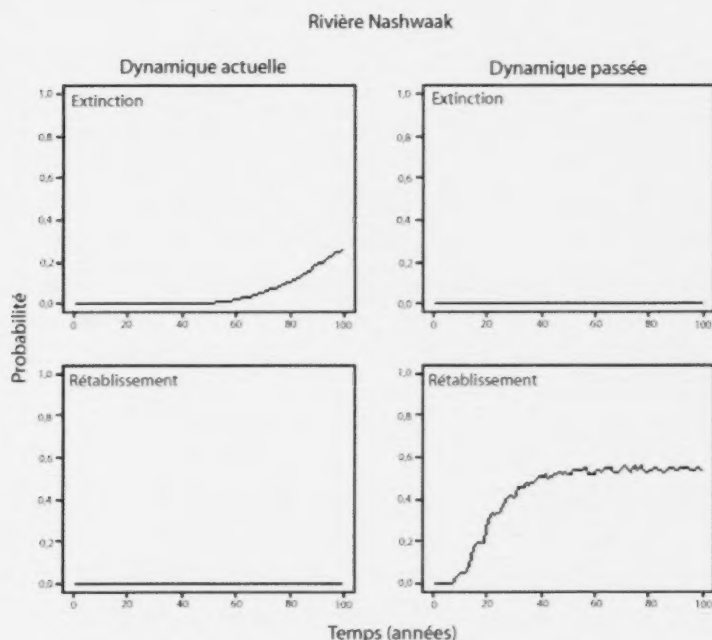 Rivière Nashwaak
Dynamique actuelle
Dynamique passée
Extinction
1,0
0,8
0,6
0,4
0,2
0,0
0 20 40 60 80 100
Extinction
1,0
0,8
0,6
0,4
0,2
0,0
0 20 40 60 80 100
Probabilité
Rétablissement
1,0
0,8
0,6
0,4
0,2
0,0
0 20 40 60 80 100
Rétablissement
1,0
0,8
0,6
0,4
0,2
0,0
0 20 40 60 80 100
Temps (années)